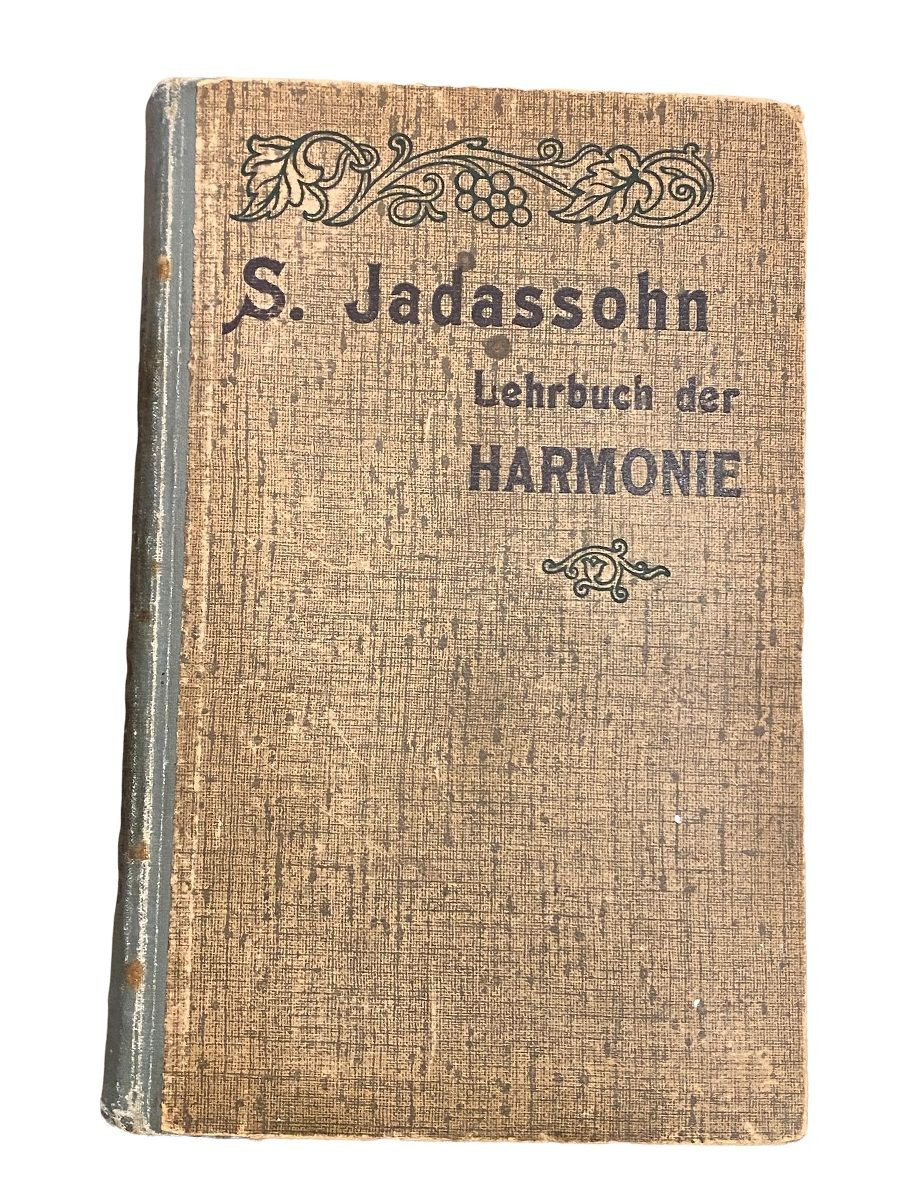 S. Jadassohn
Lehrbuch der
HARMONIE